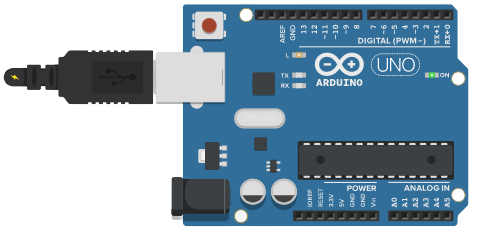 AREF
GND
13
12
~11
~10
~9
8
7
~6
~5
4
~3
2
TX→1
RX←0
DIGITAL (PWM~)
L
TX
RX
ARDUINO
UNO
ON
POWER
ANALOG IN
IOREF
RESET
3.3V
5V
GND
GND
Vin
A0
A1
A2
A3
A4
A5